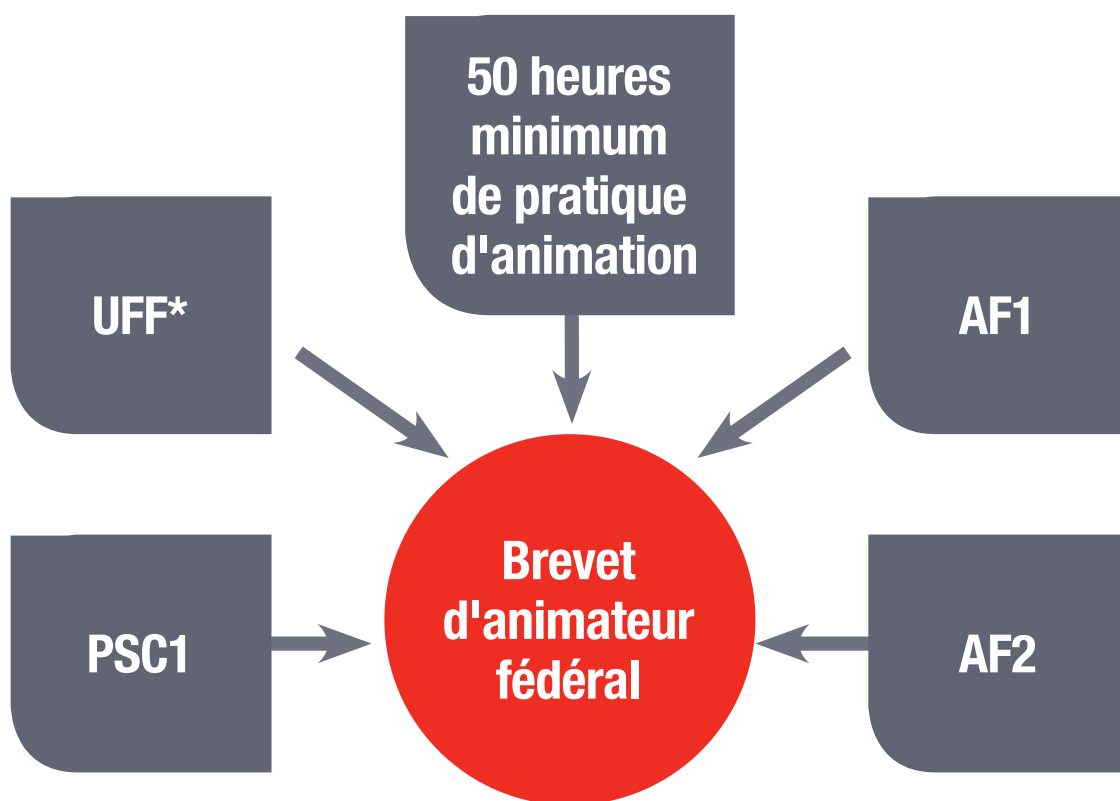 50 heures
minimum
de pratique
d'animation
UFF*
AF1
Brevet
d'animateur
fédéral
PSC1
AF2